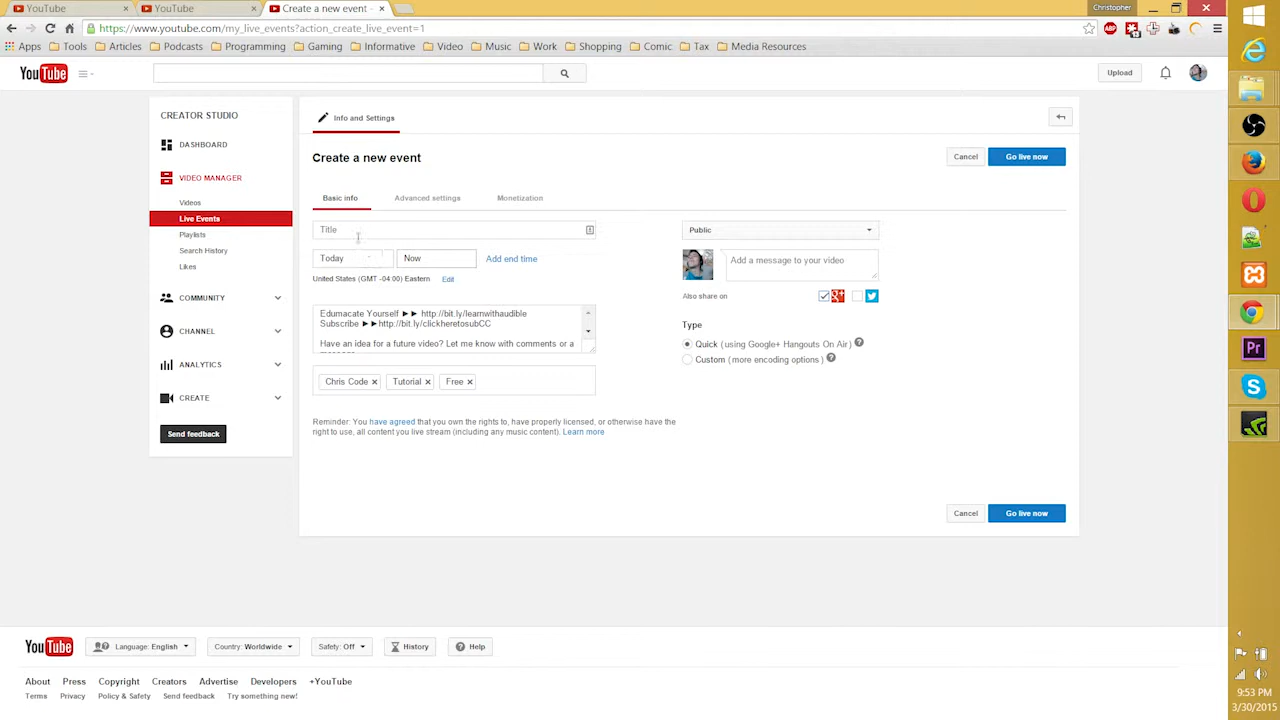 YouTube
YouTube
Create a new event -
Christopher
https://www.youtube.com/my_live_events?action_create_live_event=1
Apps
Tools
Articles
Podcasts
Programming
Gaming
Informative
Video
Music
Work
Shopping
Comic
Tax
Media Resources
YouTube
Upload
CREATOR STUDIO
DASHBOARD
VIDEO MANAGER
Videos
Live Events
Playlists
Search History
Likes
COMMUNITY
CHANNEL
ANALYTICS
CREATE
Send feedback
Info and Settings
Create a new event
Cancel
Go live now
Basic info
Advanced settings
Monetization
Title
Today
Now
Add end time
United States (GMT -04:00) Eastern
Edit
Edumacate Yourself ►► http://bit.ly/learnwithaudible
Subscribe ►►http://bit.ly/clickheretosubCC
Have an idea for a future video? Let me know with comments or a
Chris Code
Tutorial
Free
Reminder: You have agreed that you own the rights to, have properly licensed, or otherwise have the
right to use, all content you live stream (including any music content). Learn more
Public
Add a message to your video
Also share on
Type
Quick (using Google+ Hangouts On Air)
Custom (more encoding options)
Cancel
Go live now
YouTube
Language: English
Country: Worldwide
Safety: Off
History
Help
About
Press
Copyright
Creators
Advertise
Developers
+YouTube
Terms
Privacy
Policy & Safety
Send feedback
Try something new!
ABP
Pr
9:53 PM
3/30/2015